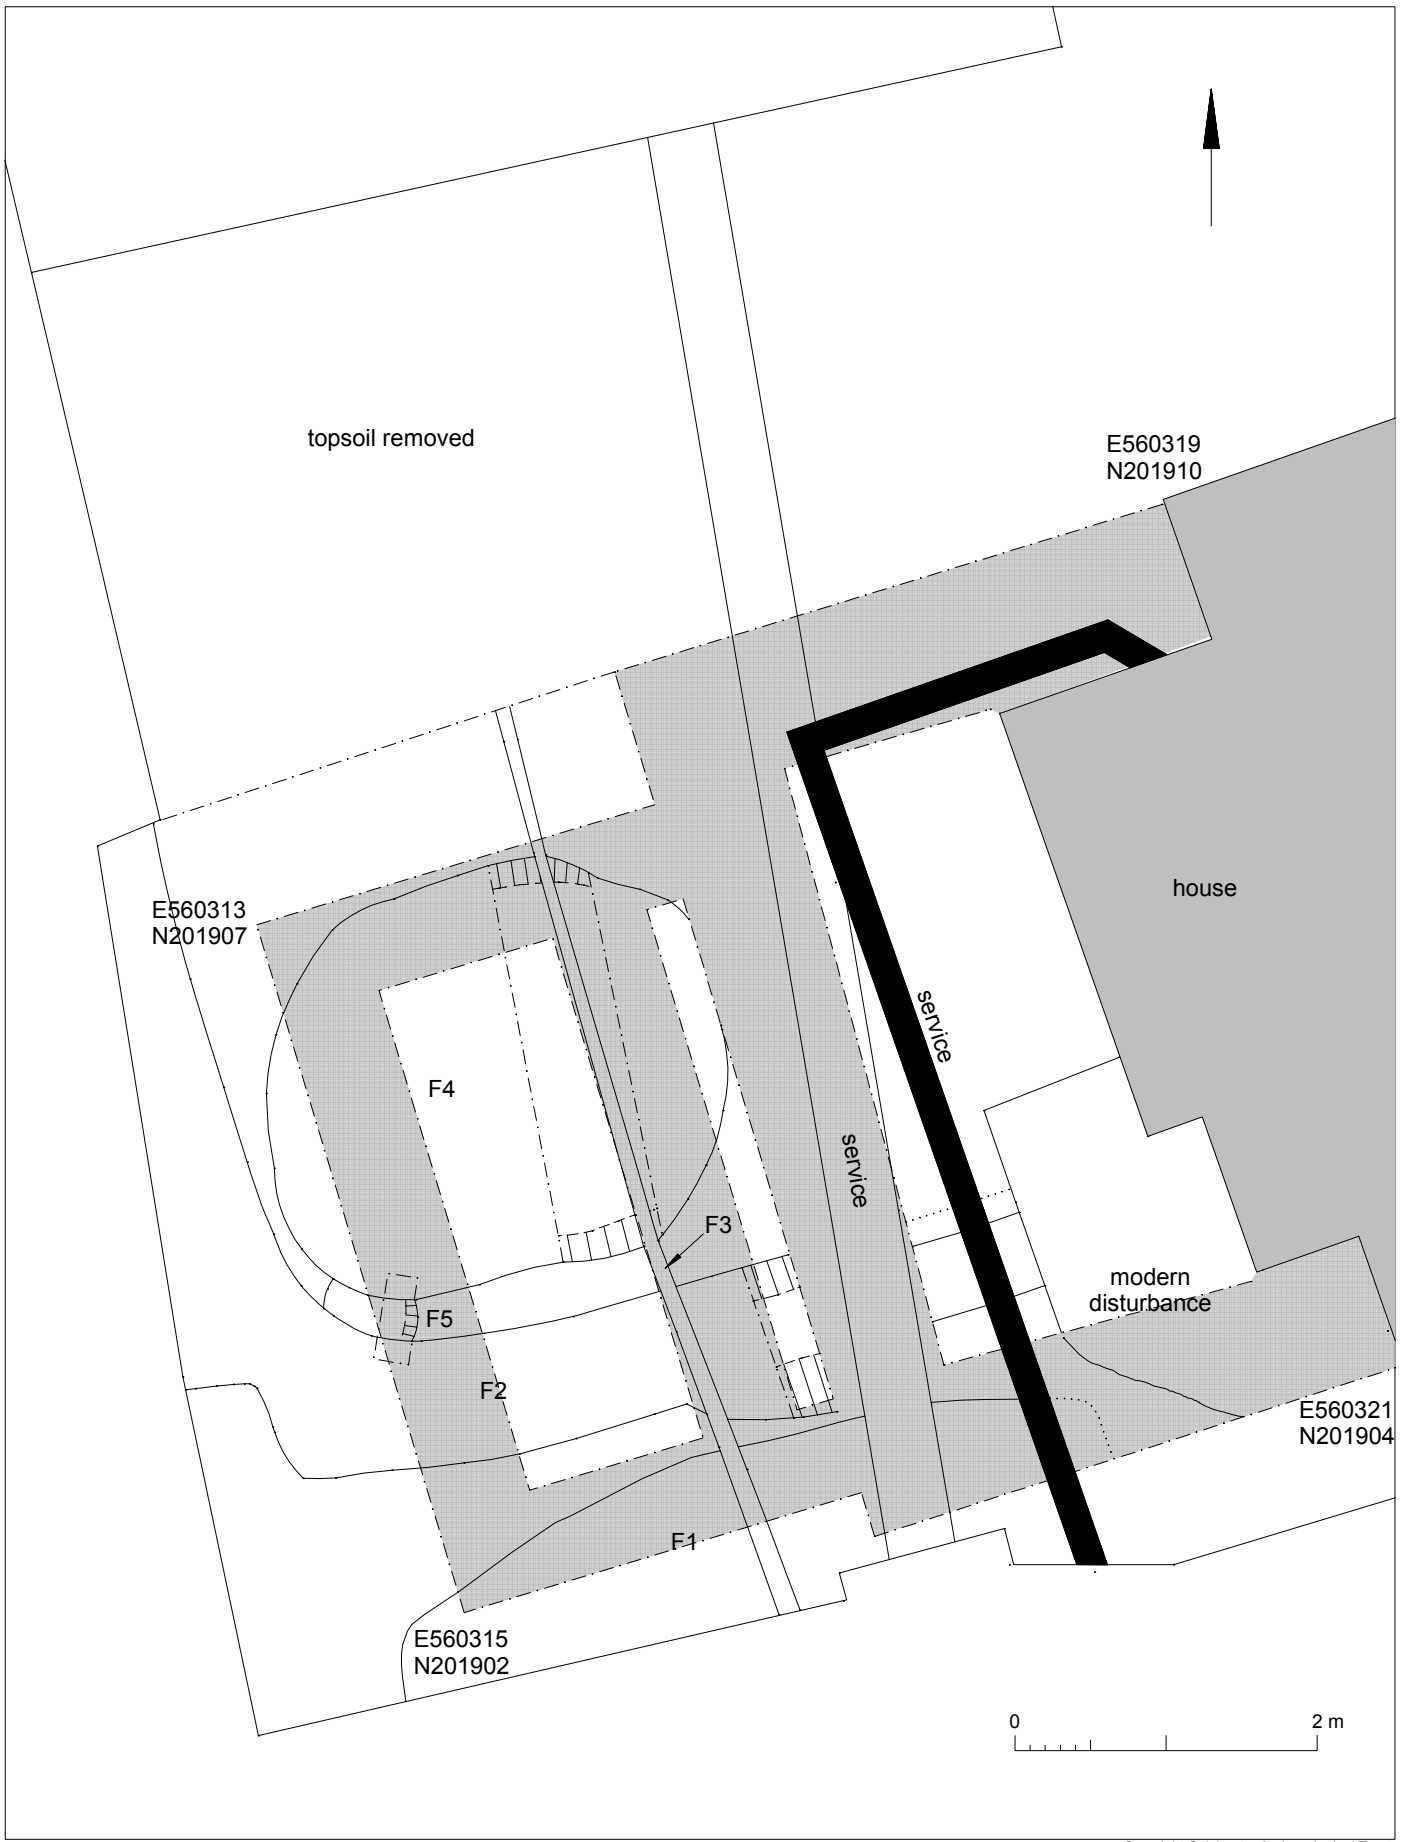 topsoil removed
E560319
N201910
house
E560313
N201907
service
F4
service
F3
modern
disturbance
F5
F2
E560321
N201904
F1
E560315
N201902
0 2 m